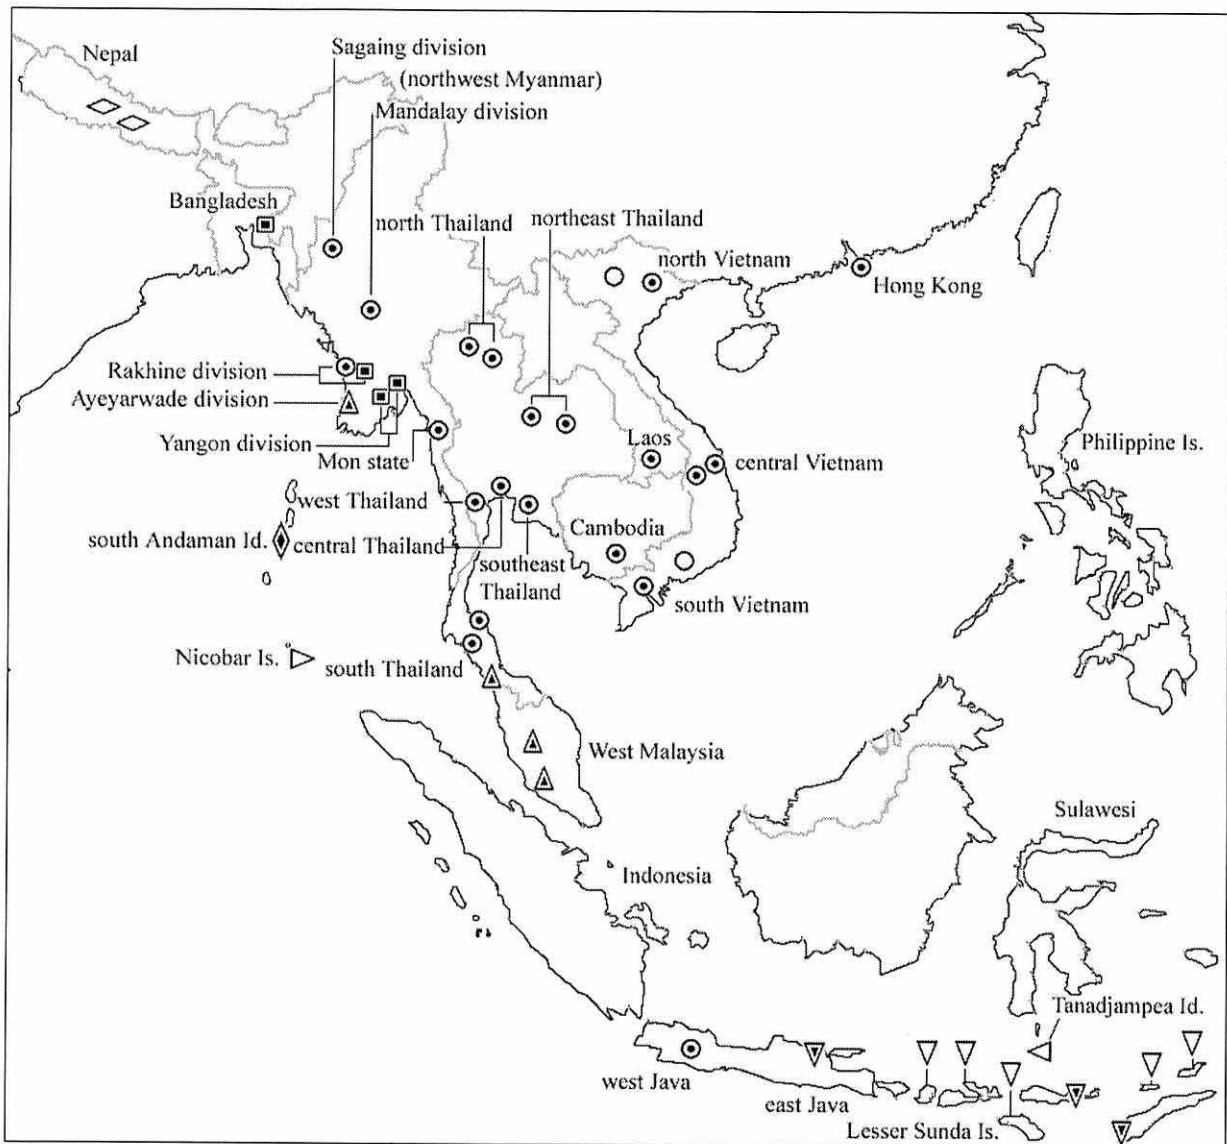 Nepal
Sagaing division
(northwest Myanmar)
Mandalay division
Bangladesh
north Thailand
northeast Thailand
north Vietnam
Hong Kong
Rakhine division
Ayeyarwade division
Yangon division
Mon state
Laos
central Vietnam
Philippine Is.
west Thailand
south Andaman Id.
central Thailand
Cambodia
southeast
Thailand
south Vietnam
Nicobar Is.
south Thailand
West Malaysia
Sulawesi
Indonesia
Tanadjampea Id.
west Java
east Java
Lesser Sunda Is.